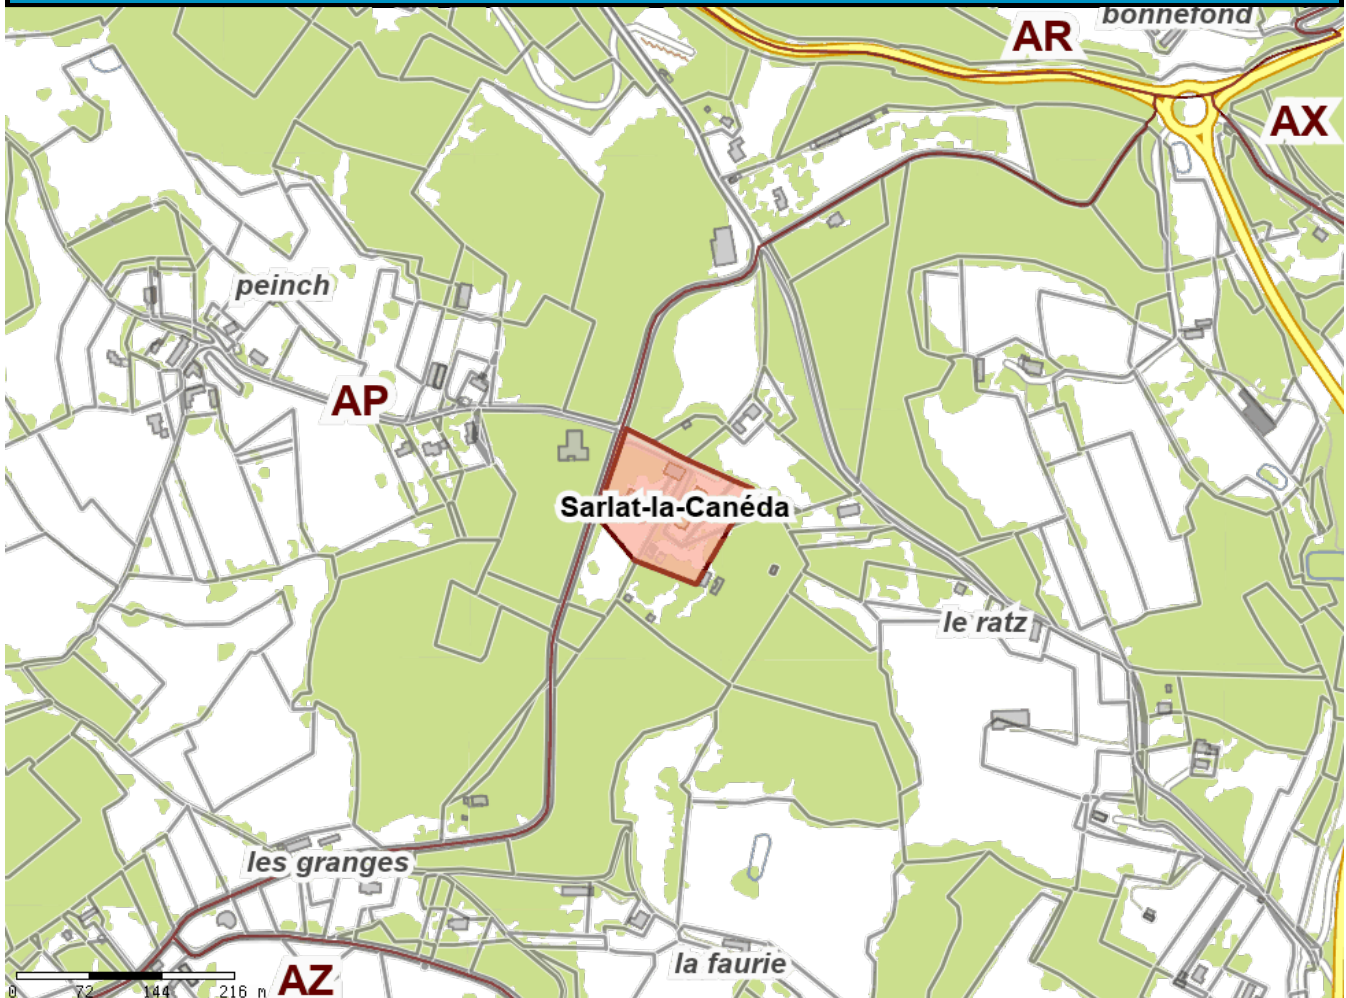 bonnefond
AR
AX
peinch
AP
Sarlat-la-Canéda
le ratz
les granges
la faurie
AZ
0 72 144 216 m